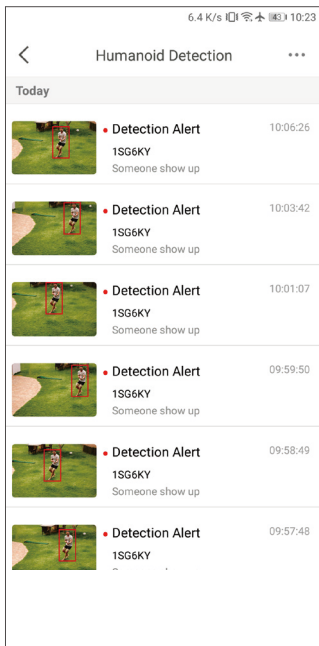 6.4 K/s 43 10:23
Humanoid Detection
Today
Detection Alert 10:06:26
1SG6KY
Someone show up
Detection Alert 10:03:42
1SG6KY
Someone show up
Detection Alert 10:01:07
1SG6KY
Someone show up
Detection Alert 09:59:50
1SG6KY
Someone show up
Detection Alert 09:58:49
1SG6KY
Someone show up
Detection Alert 09:57:48
1SG6KY